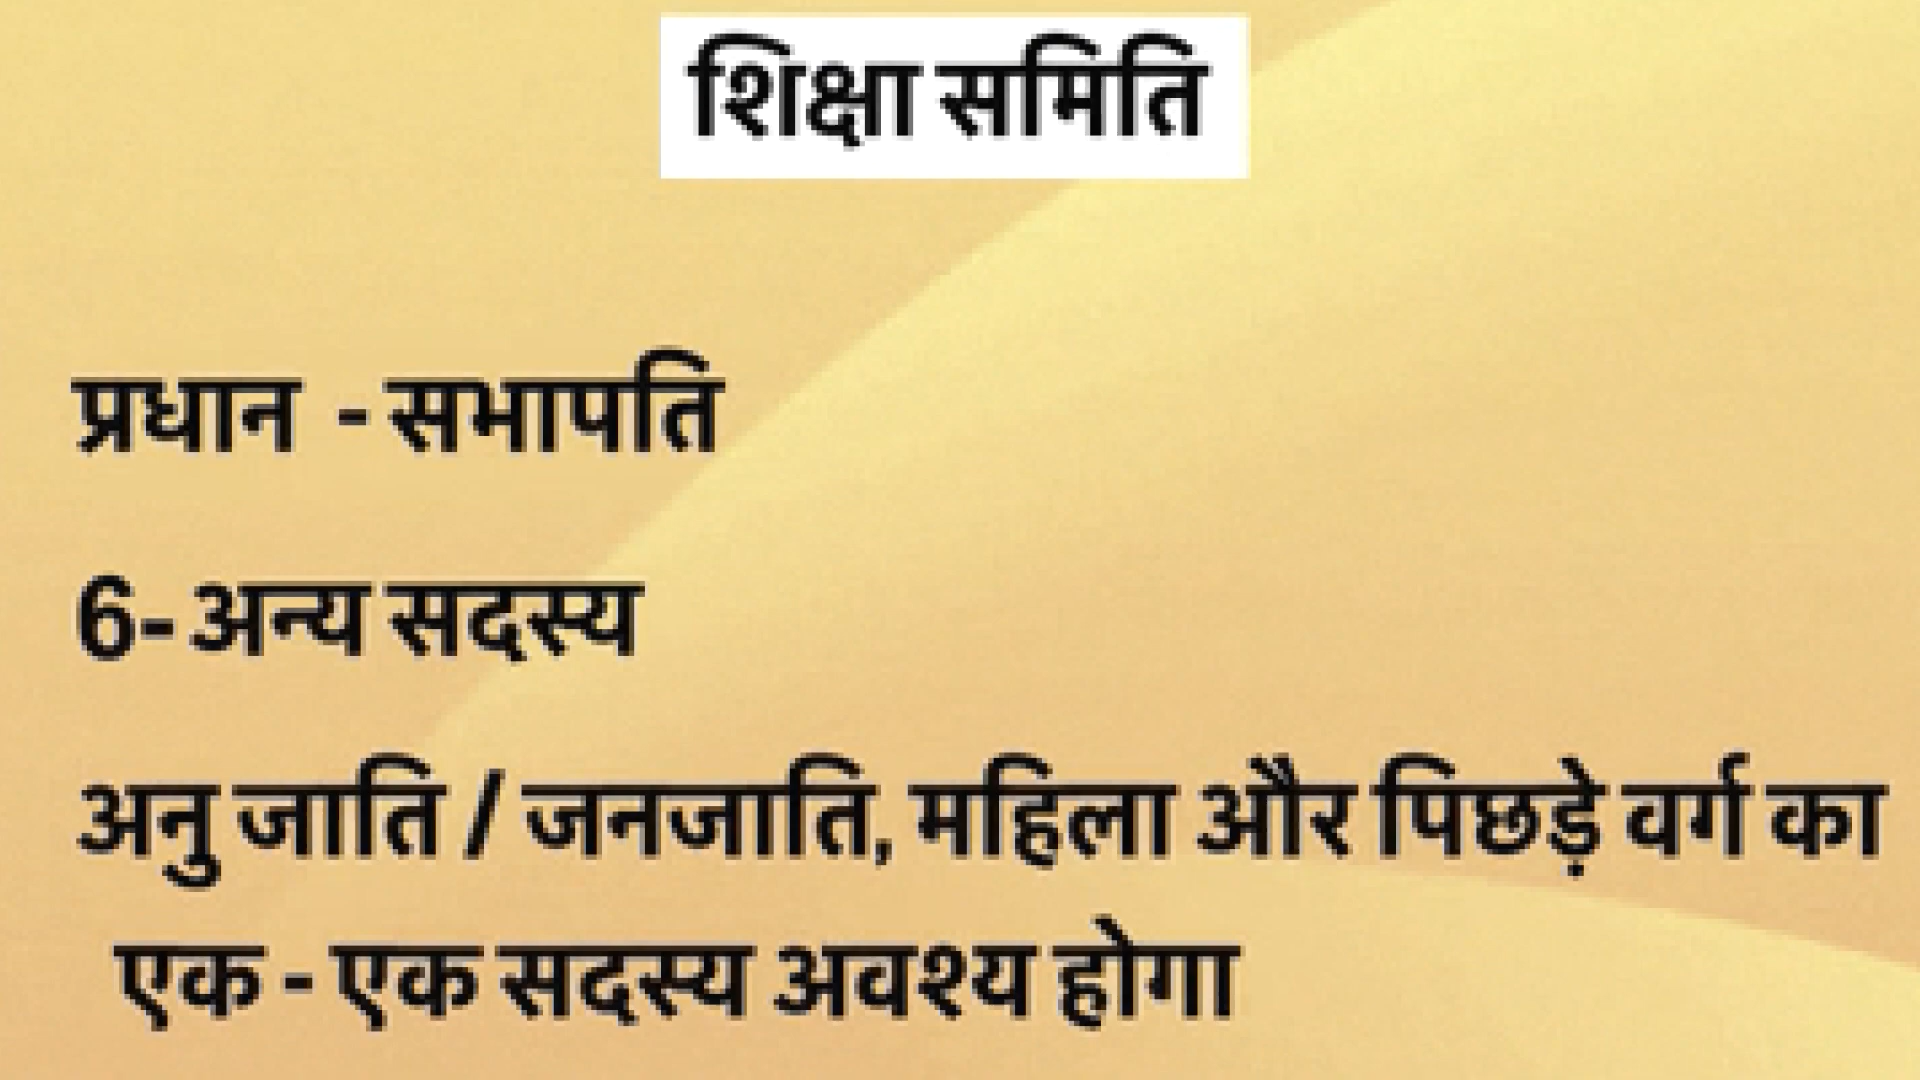 शिक्षा समिति
प्रधान - सभापति
6- अन्य सदस्य
अनु जाति / जनजाति, महिला और पिछड़े वर्ग का
एक - एक सदस्य अवश्य होगा